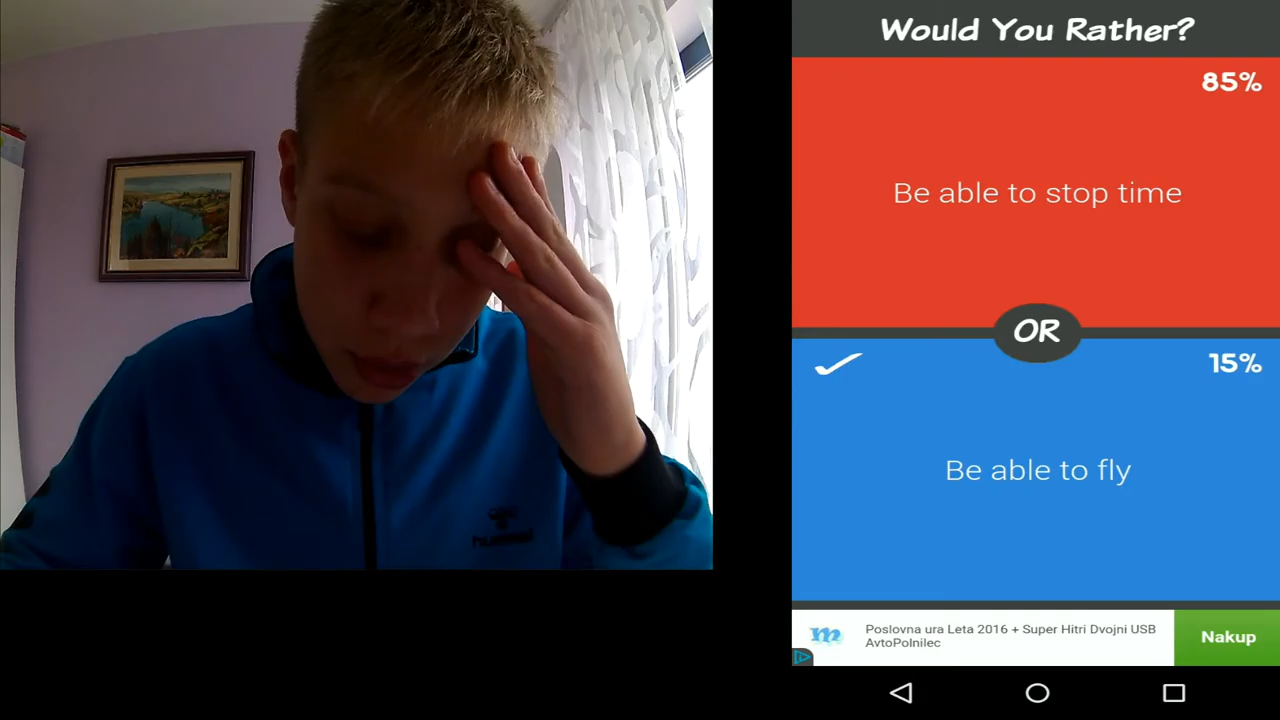 Would You Rather?
85%
Be able to stop time
OR
15%
Be able to fly
hummel
m
Poslovna ura Leta 2016 + Super Hitri Dvojni USB
AvtoPolnilec
Nakup